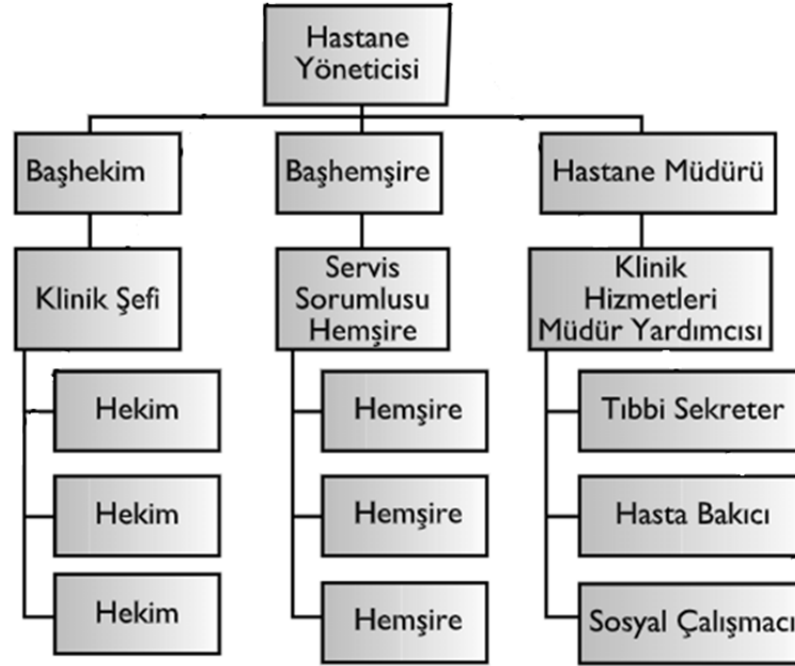 Hastane
Yöneticisi
Başhekim
Başhemşire
Hastane Müdürü
Klinik Şefi
Servis
Sorumlusu
Hemşire
Klinik
Hizmetleri
Müdür Yardımcısı
Hekim
Hemşire
Tıbbi Sekreter
Hekim
Hemşire
Hasta Bakıcı
Hekim
Hemşire
Sosyal Çalışmacı